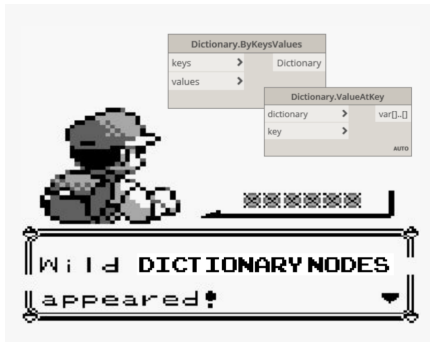 Dictionary.ByKeysValues
keys > Dictionary
values >
Dictionary.ValueAtKey
dictionary > var[]..[]
key >
AUTO
Wild DICTIONARY NODES
appeared!